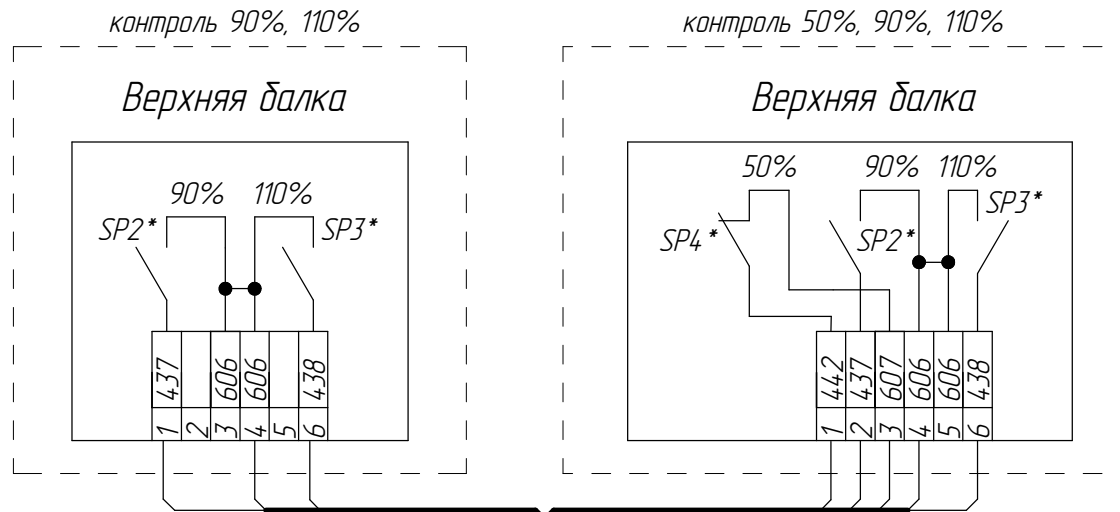 контроль 90%, 110%
Верхняя балка
90% 110%
SP2* SP3*
437 606 606 438
1 2 3 4 5 6
контроль 50%, 90%, 110%
Верхняя балка
50% 90% 110%
SP4* SP2* SP3*
442 437 607 606 606 438
1 2 3 4 5 6